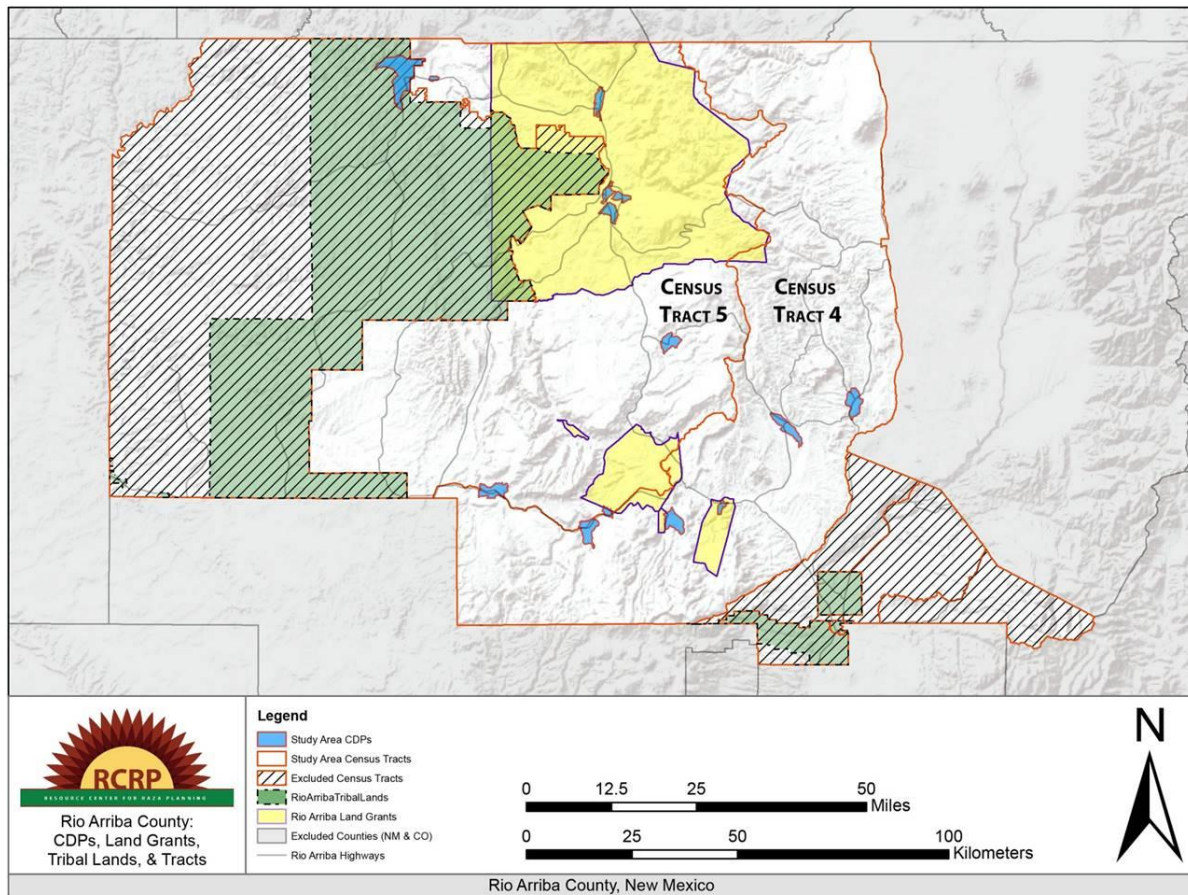 CENSUS
TRACT 5
CENSUS
TRACT 4
RCRP
RESOURCE CENTER FOR RAZA PLANNING
Rio Arriba County:
CDPs, Land Grants,
Tribal Lands, & Tracts
Legend
Study Area CDPs
Study Area Census Tracts
Excluded Census Tracts
RioArribaTribalLands
Rio Arriba Land Grants
Excluded Counties (NM & CO)
Rio Arriba Highways
0 12.5 25 50
Miles
0 25 50 100
Kilometers
N
Rio Arriba County, New Mexico